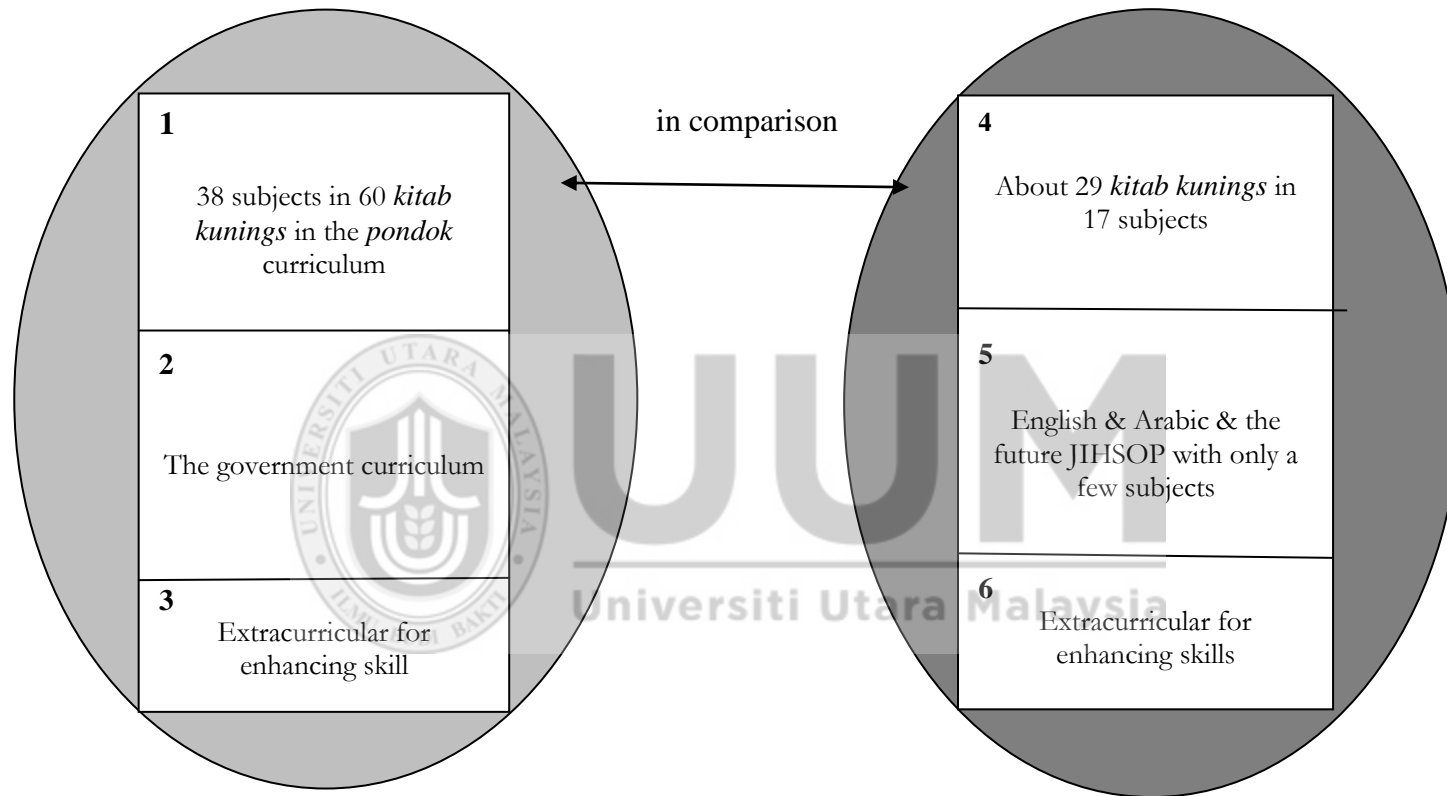 1
38 subjects in 60 kitab
kunings in the pondok
curriculum
2
The government curriculum
3
Extracurricular for
enhancing skill
in comparison
4
About 29 kitab kunings in
17 subjects
5
English & Arabic & the
future JIHSOP with only a
few subjects
6
Extracurricular for
enhancing skills
UNIVERSITI UTARA MALAYSIA
UUM
Universiti Utara Malaysia